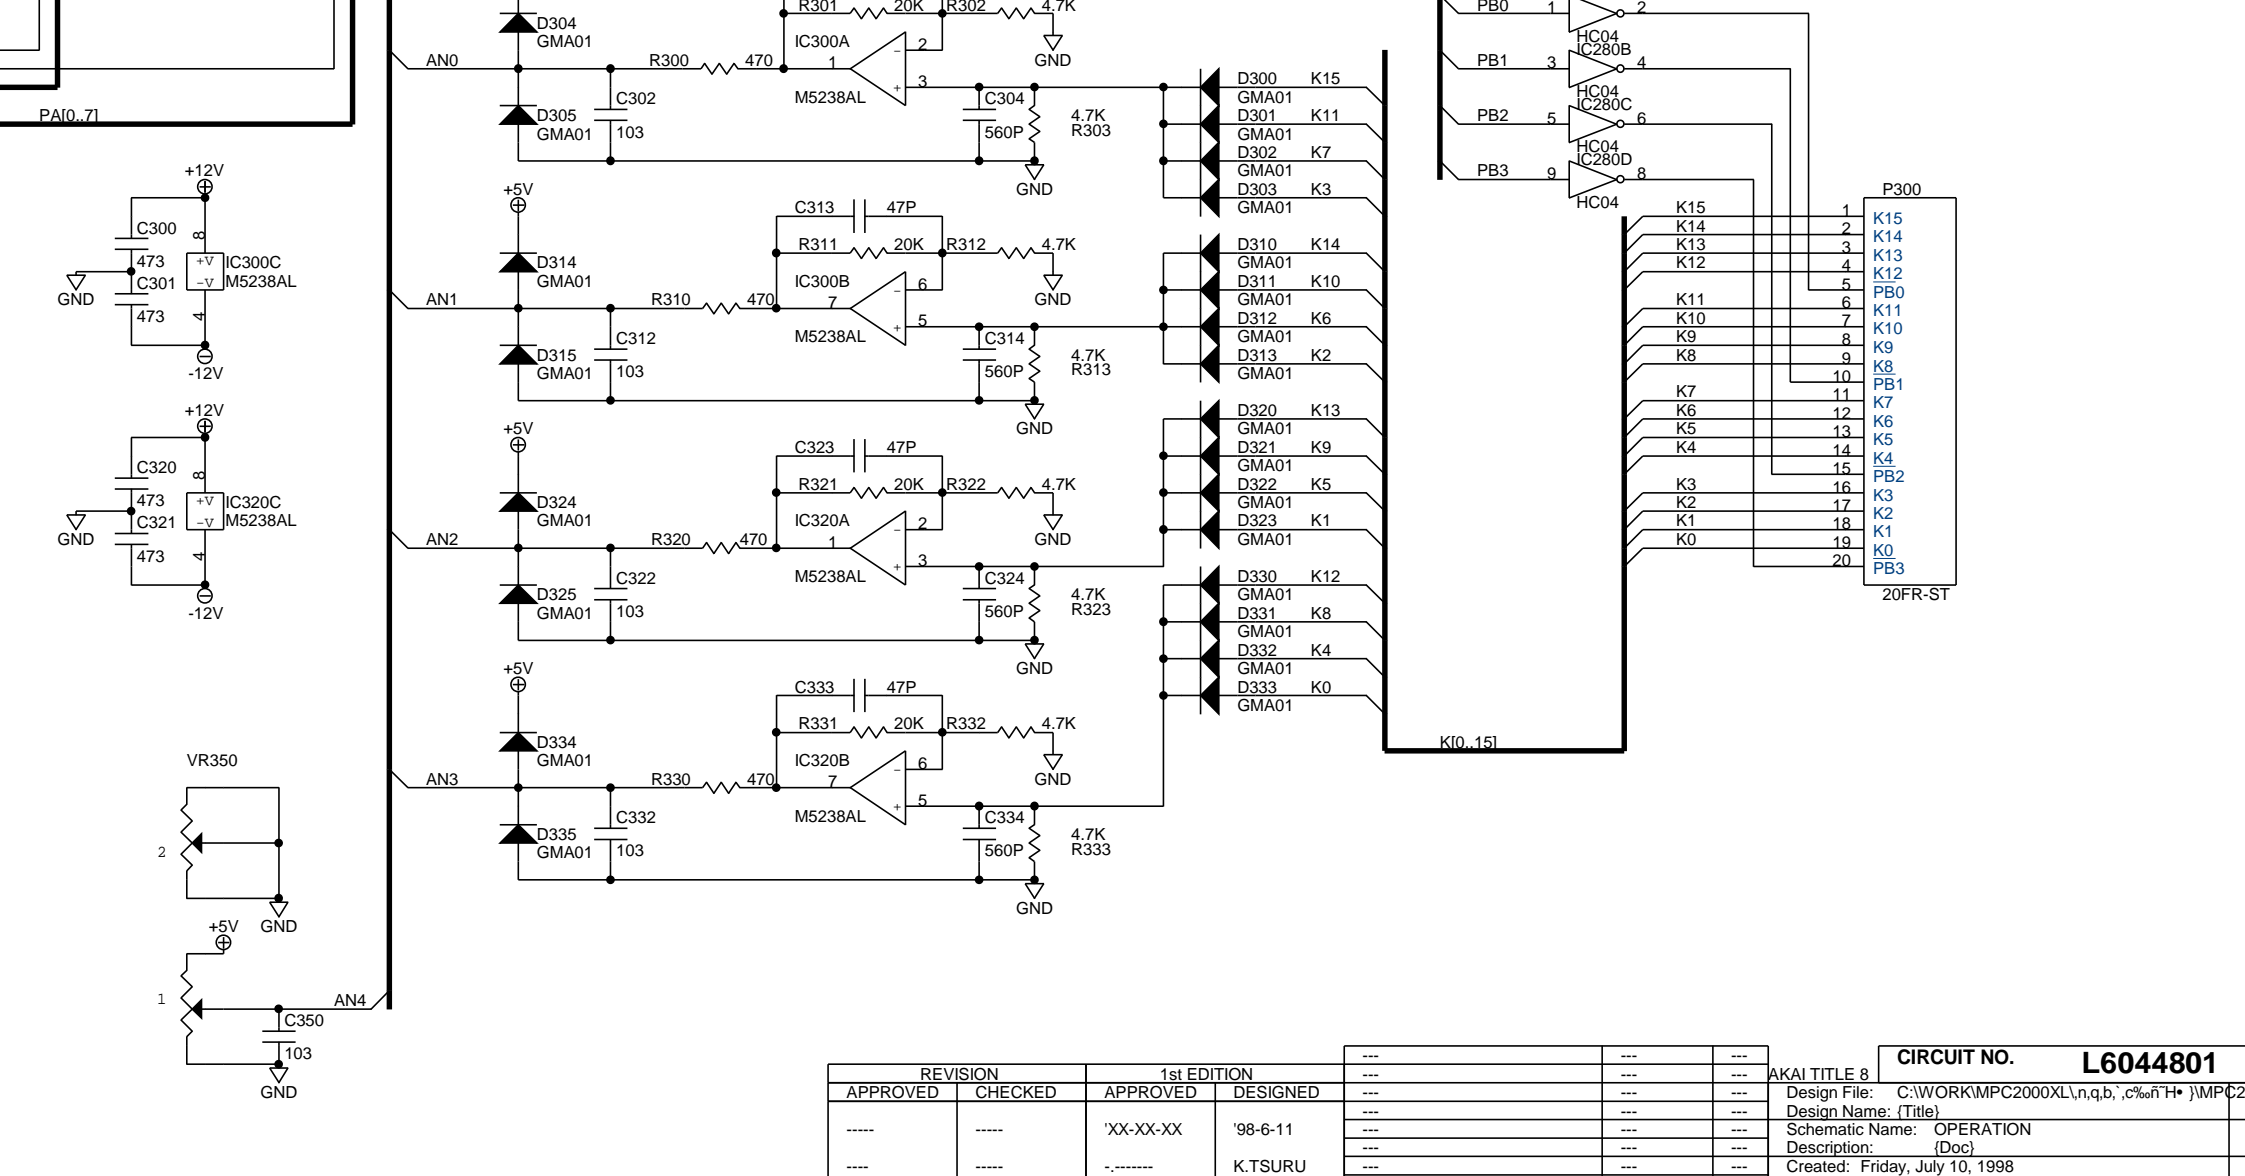 R301 20K R302 4.7K
D304
GMA01
IC300A
2
GND
AN0
R300 470
1
3
M5238AL
C302
103
D305
GMA01
C304
560P
4.7K
R303
GND
PA[0..7]
D300 K15
GMA01
D301 K11
GMA01
D302 K7
GMA01
D303 K3
GMA01
PB0 1 2
HC04
IC280B
PB1 3 4
HC04
IC280C
PB2 5 6
HC04
IC280D
PB3 9 8
HC04
+12V
C300
473
8
+V
-V
IC300C
M5238AL
GND
C301
473
4
-12V
+5V
C313 47P
R311 20K R312 4.7K
D314
GMA01
IC300B
6
GND
AN1
R310 470
7
5
M5238AL
C312
103
D315
GMA01
C314
560P
4.7K
R313
GND
D310 K14
GMA01
D311 K10
GMA01
D312 K6
GMA01
D313 K2
GMA01
+12V
C320
473
8
+V
-V
IC320C
M5238AL
GND
C321
473
4
-12V
+5V
C323 47P
R321 20K R322 4.7K
D324
GMA01
IC320A
2
GND
AN2
R320 470
1
3
M5238AL
C322
103
D325
GMA01
C324
560P
4.7K
R323
GND
D320 K13
GMA01
D321 K9
GMA01
D322 K5
GMA01
D323 K1
GMA01
+5V
C333 47P
R331 20K R332 4.7K
D334
GMA01
IC320B
6
GND
AN3
R330 470
7
5
M5238AL
C332
103
D335
GMA01
C334
560P
4.7K
R333
GND
D330 K12
GMA01
D331 K8
GMA01
D332 K4
GMA01
D333 K0
GMA01
K[0..15]
P300
K15 1 K15
K14 2 K14
K13 3 K13
K12 4 K12
5 PB0
K11 6 K11
K10 7 K10
K9 8 K9
K8 9 K8
10 PB1
K7 11 K7
K6 12 K6
K5 13 K5
K4 14 K4
15 PB2
K3 16 K3
K2 17 K2
K1 18 K1
K0 19 K0
20 PB3
20FR-ST
VR350
2
GND
+5V
1
AN4
C350
103
GND
REVISION 1st EDITION
APPROVED CHECKED APPROVED DESIGNED
----- ----- 'XX-XX-XX '98-6-11
---- ----- -.------- K.TSURU
--- --- ---
--- --- ---
--- --- ---
--- --- ---
--- --- ---
--- --- ---
--- --- ---
AKAI TITLE 8
CIRCUIT NO. L6044801
Design File: C:\WORK\MPC2000XL\,n,q,b,`,c‰ñ˜H• }\MPC2
Design Name: {Title}
Schematic Name: OPERATION
Description: {Doc}
Created: Friday, July 10, 1998